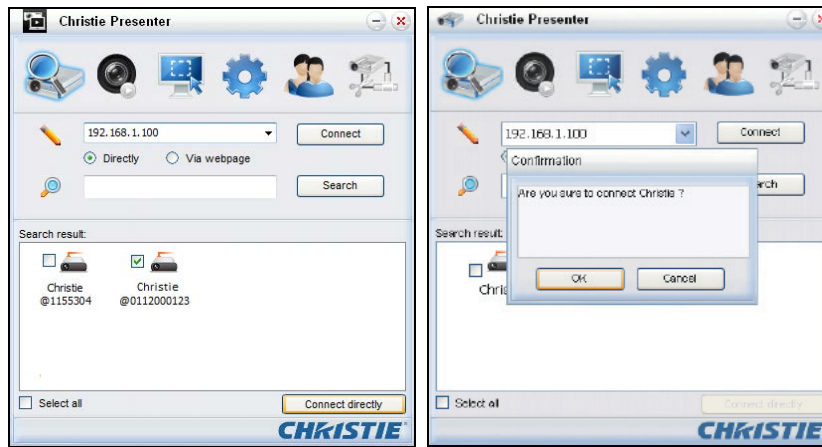 Christie Presenter
192.168.1.100
Connect
Directly
Via webpage
Search
Search result:
Christie
@1155304
Christie
@0112000123
Select all
Connect directly
CHRISTIE
Christie Presenter
192.168.1.100
Connect
Confirmation
Are you sure to connect Christie ?
OK
Cancel
Search result:
Select all
Connect directly
CHRISTIE